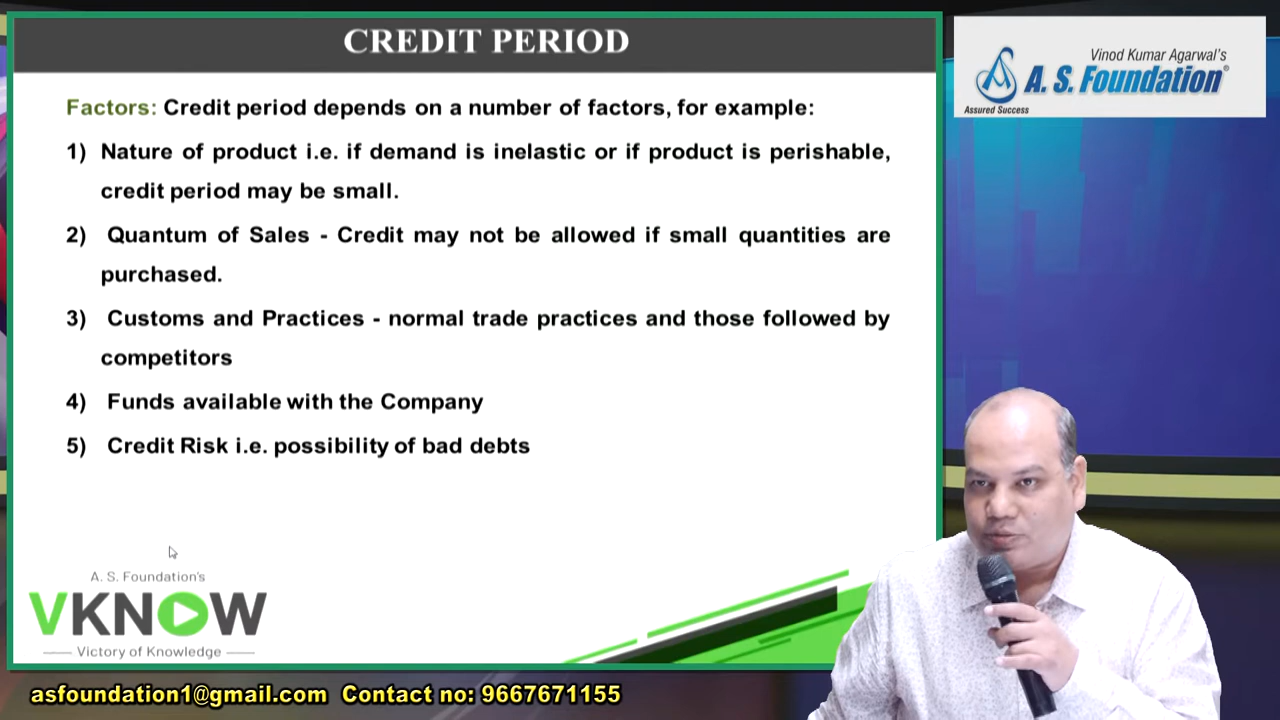 CREDIT PERIOD
Vinod Kumar Agarwal's
A. S. Foundation®
Assured Success
Factors: Credit period depends on a number of factors, for example:
1) Nature of product i.e. if demand is inelastic or if product is perishable,
credit period may be small.
2) Quantum of Sales - Credit may not be allowed if small quantities are
purchased.
3) Customs and Practices - normal trade practices and those followed by
competitors
4) Funds available with the Company
5) Credit Risk i.e. possibility of bad debts
A. S. Foundation's
VKNOW
Victory of Knowledge
asfoundation1@gmail.com Contact no: 9667671155